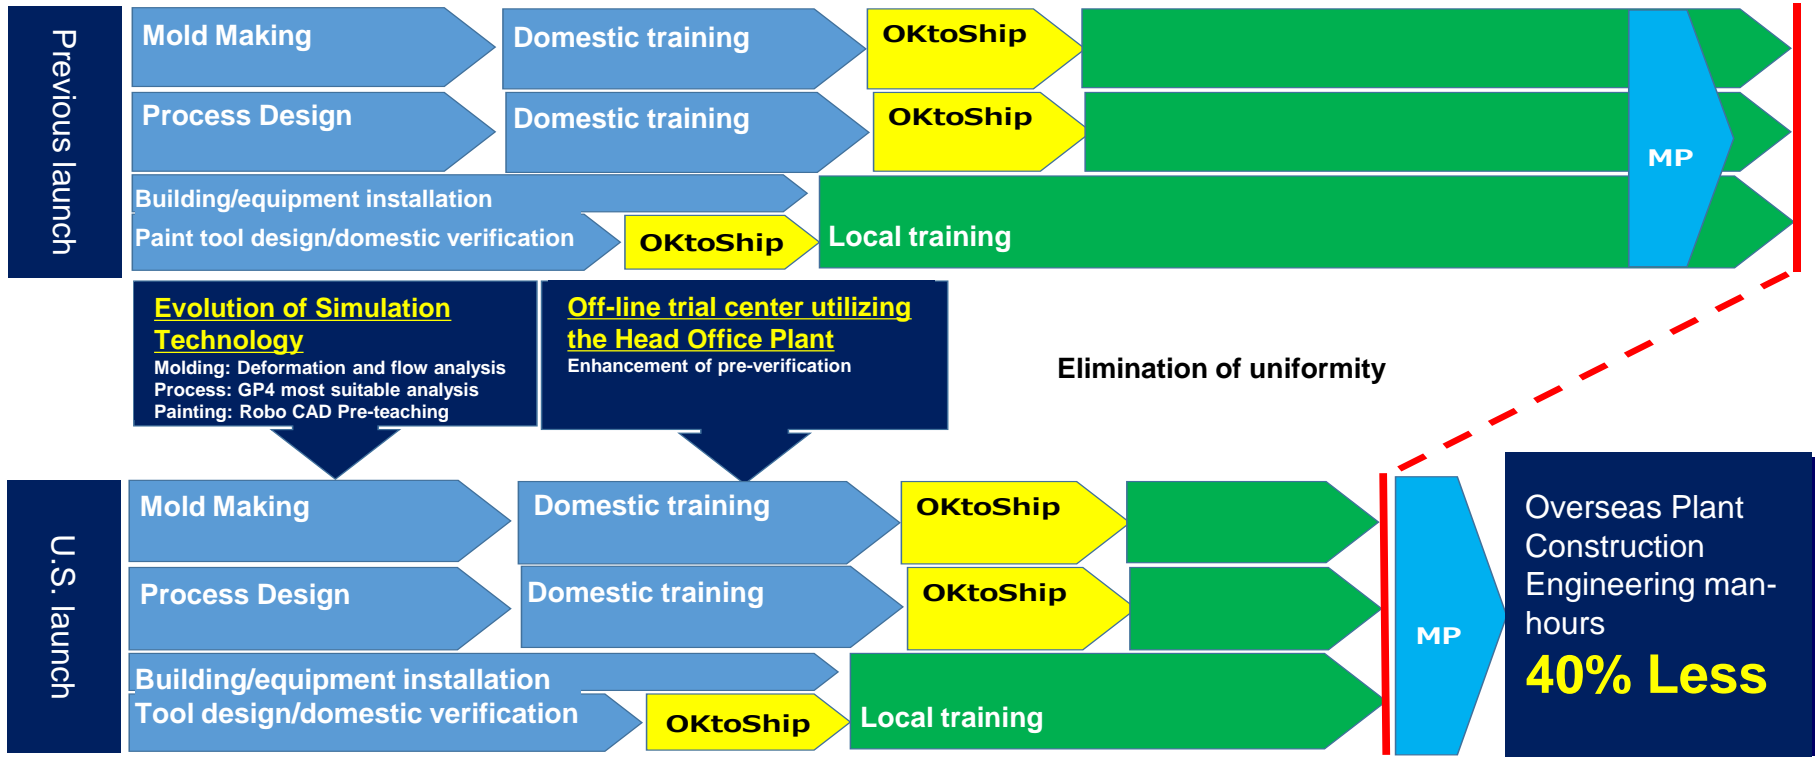 Previous launch
Mold Making
Domestic training
OKtoShip
Process Design
Domestic training
OKtoShip
MP
Building/equipment installation
Paint tool design/domestic verification
OKtoShip
Local training
Evolution of Simulation
Technology
Molding: Deformation and flow analysis
Process: GP4 most suitable analysis
Painting: Robo CAD Pre-teaching
Off-line trial center utilizing
the Head Office Plant
Enhancement of pre-verification
Elimination of uniformity
U.S. launch
Mold Making
Domestic training
OKtoShip
Process Design
Domestic training
OKtoShip
MP
Building/equipment installation
Tool design/domestic verification
OKtoShip
Local training
Overseas Plant
Construction
Engineering man-
hours
40% Less